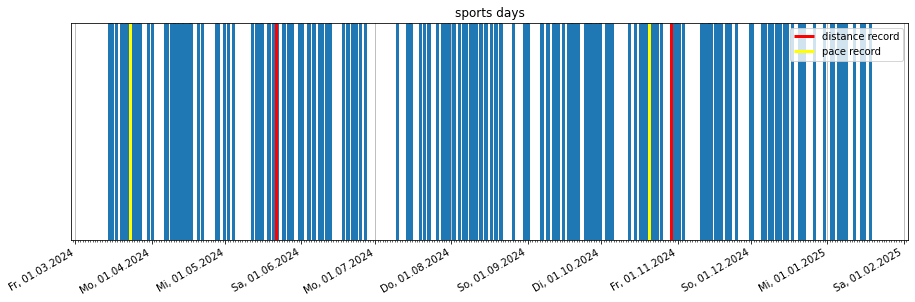 sports days
distance record
pace record
Fr, 01.03.2024
Mo, 01.04.2024
Mi, 01.05.2024
Sa, 01.06.2024
Mo, 01.07.2024
Do, 01.08.2024
So, 01.09.2024
Di, 01.10.2024
Fr, 01.11.2024
So, 01.12.2024
Mi, 01.01.2025
Sa, 01.02.2025